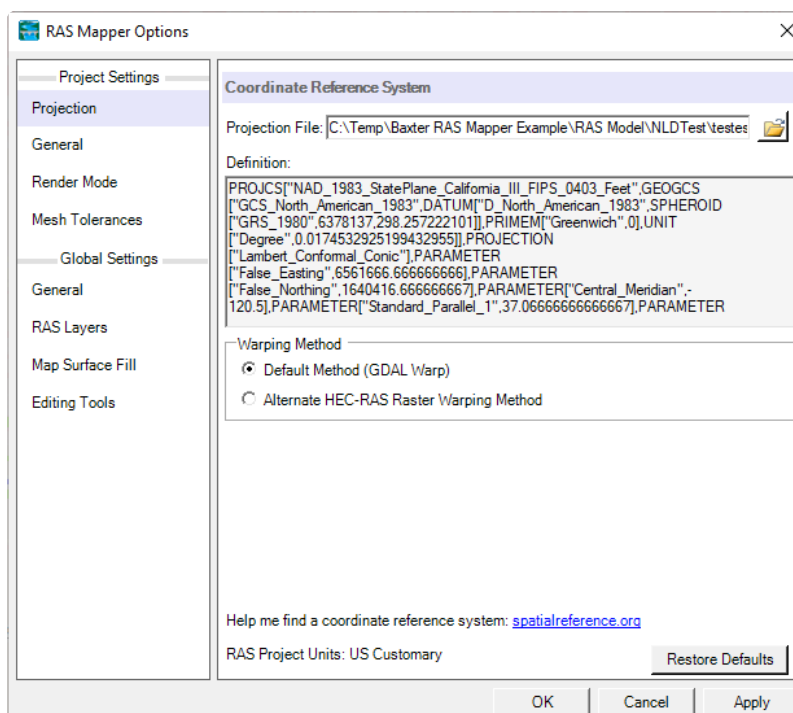 RAS Mapper Options
Project Settings
Projection
General
Render Mode
Mesh Tolerances
Global Settings
General
RAS Layers
Map Surface Fill
Editing Tools
Coordinate Reference System
Projection File: C:\Temp\Baxter RAS Mapper Example\RAS Model\NLDTest\testes
Definition:
PROJCS["NAD_1983_StatePlane_California_III_FIPS_0403_Feet",GEOGCS
["GCS_North_American_1983",DATUM["D_North_American_1983",SPHEROID
["GRS_1980",6378137,298.257222101]],PRIMEM["Greenwich",0],UNIT
["Degree",0.0174532925199432955]],PROJECTION
["Lambert_Conformal_Conic"],PARAMETER
["False_Easting",6561666.666666666],PARAMETER
["False_Northing",1640416.666666667],PARAMETER["Central_Meridian",-
120.5],PARAMETER["Standard_Parallel_1",37.06666666666667],PARAMETER
Warping Method
Default Method (GDAL Warp)
Alternate HEC-RAS Raster Warping Method
Help me find a coordinate reference system: spatialreference.org
RAS Project Units: US Customary
Restore Defaults
OK
Cancel
Apply